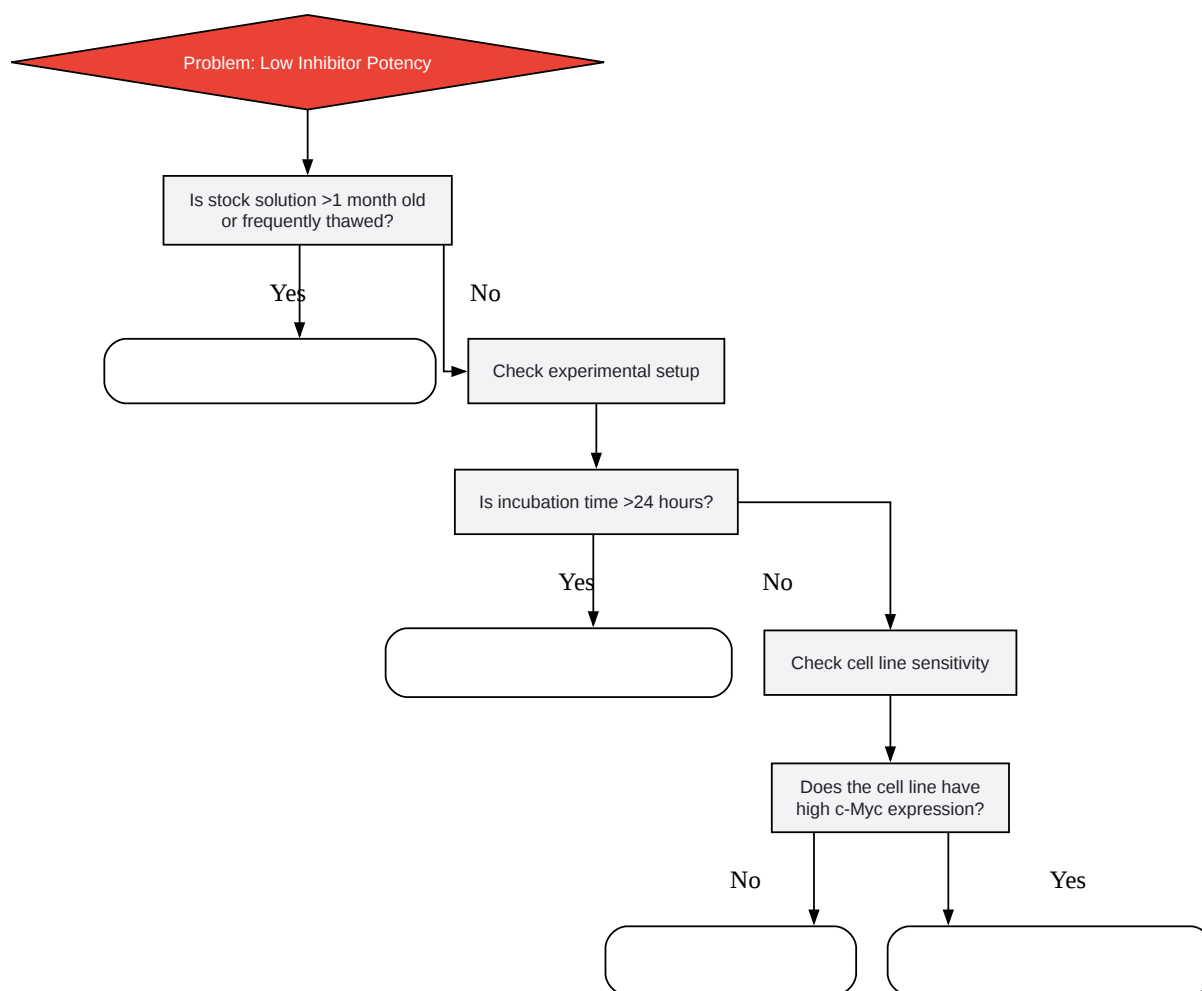 Problem: Low Inhibitor Potency
Is stock solution >1 month old
or frequently thawed?
Yes
No
Check experimental setup
Is incubation time >24 hours?
Yes
No
Check cell line sensitivity
Does the cell line have
high c-Myc expression?
No
Yes